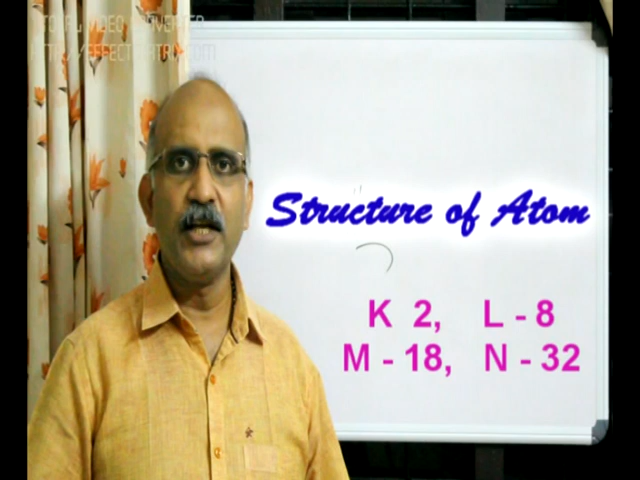 Structure of Atom
K 2, L - 8
M - 18, N - 32